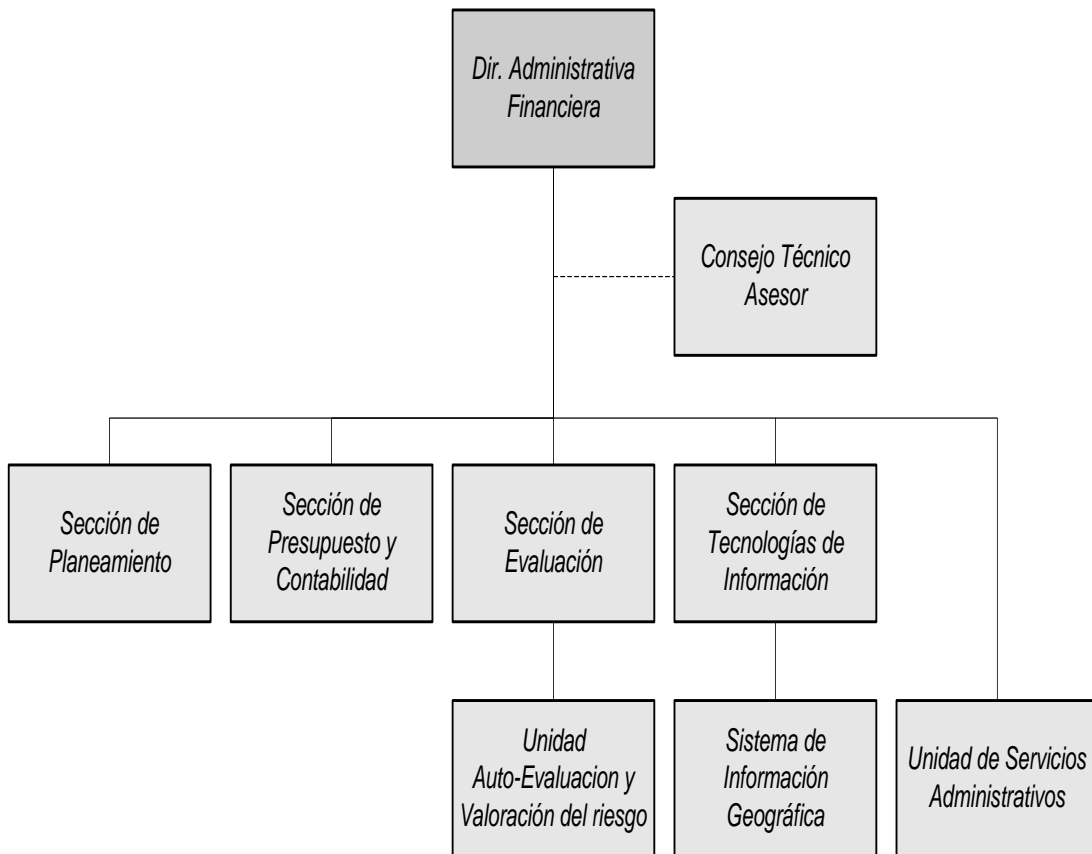 Dir. Administrativa
Financiera
Consejo Técnico
Asesor
Sección de
Planeamiento
Sección de
Presupuesto y
Contabilidad
Sección de
Evaluación
Sección de
Tecnologías de
Información
Unidad
Auto-Evaluacion y
Valoración del riesgo
Sistema de
Información
Geográfica
Unidad de Servicios
Administrativos